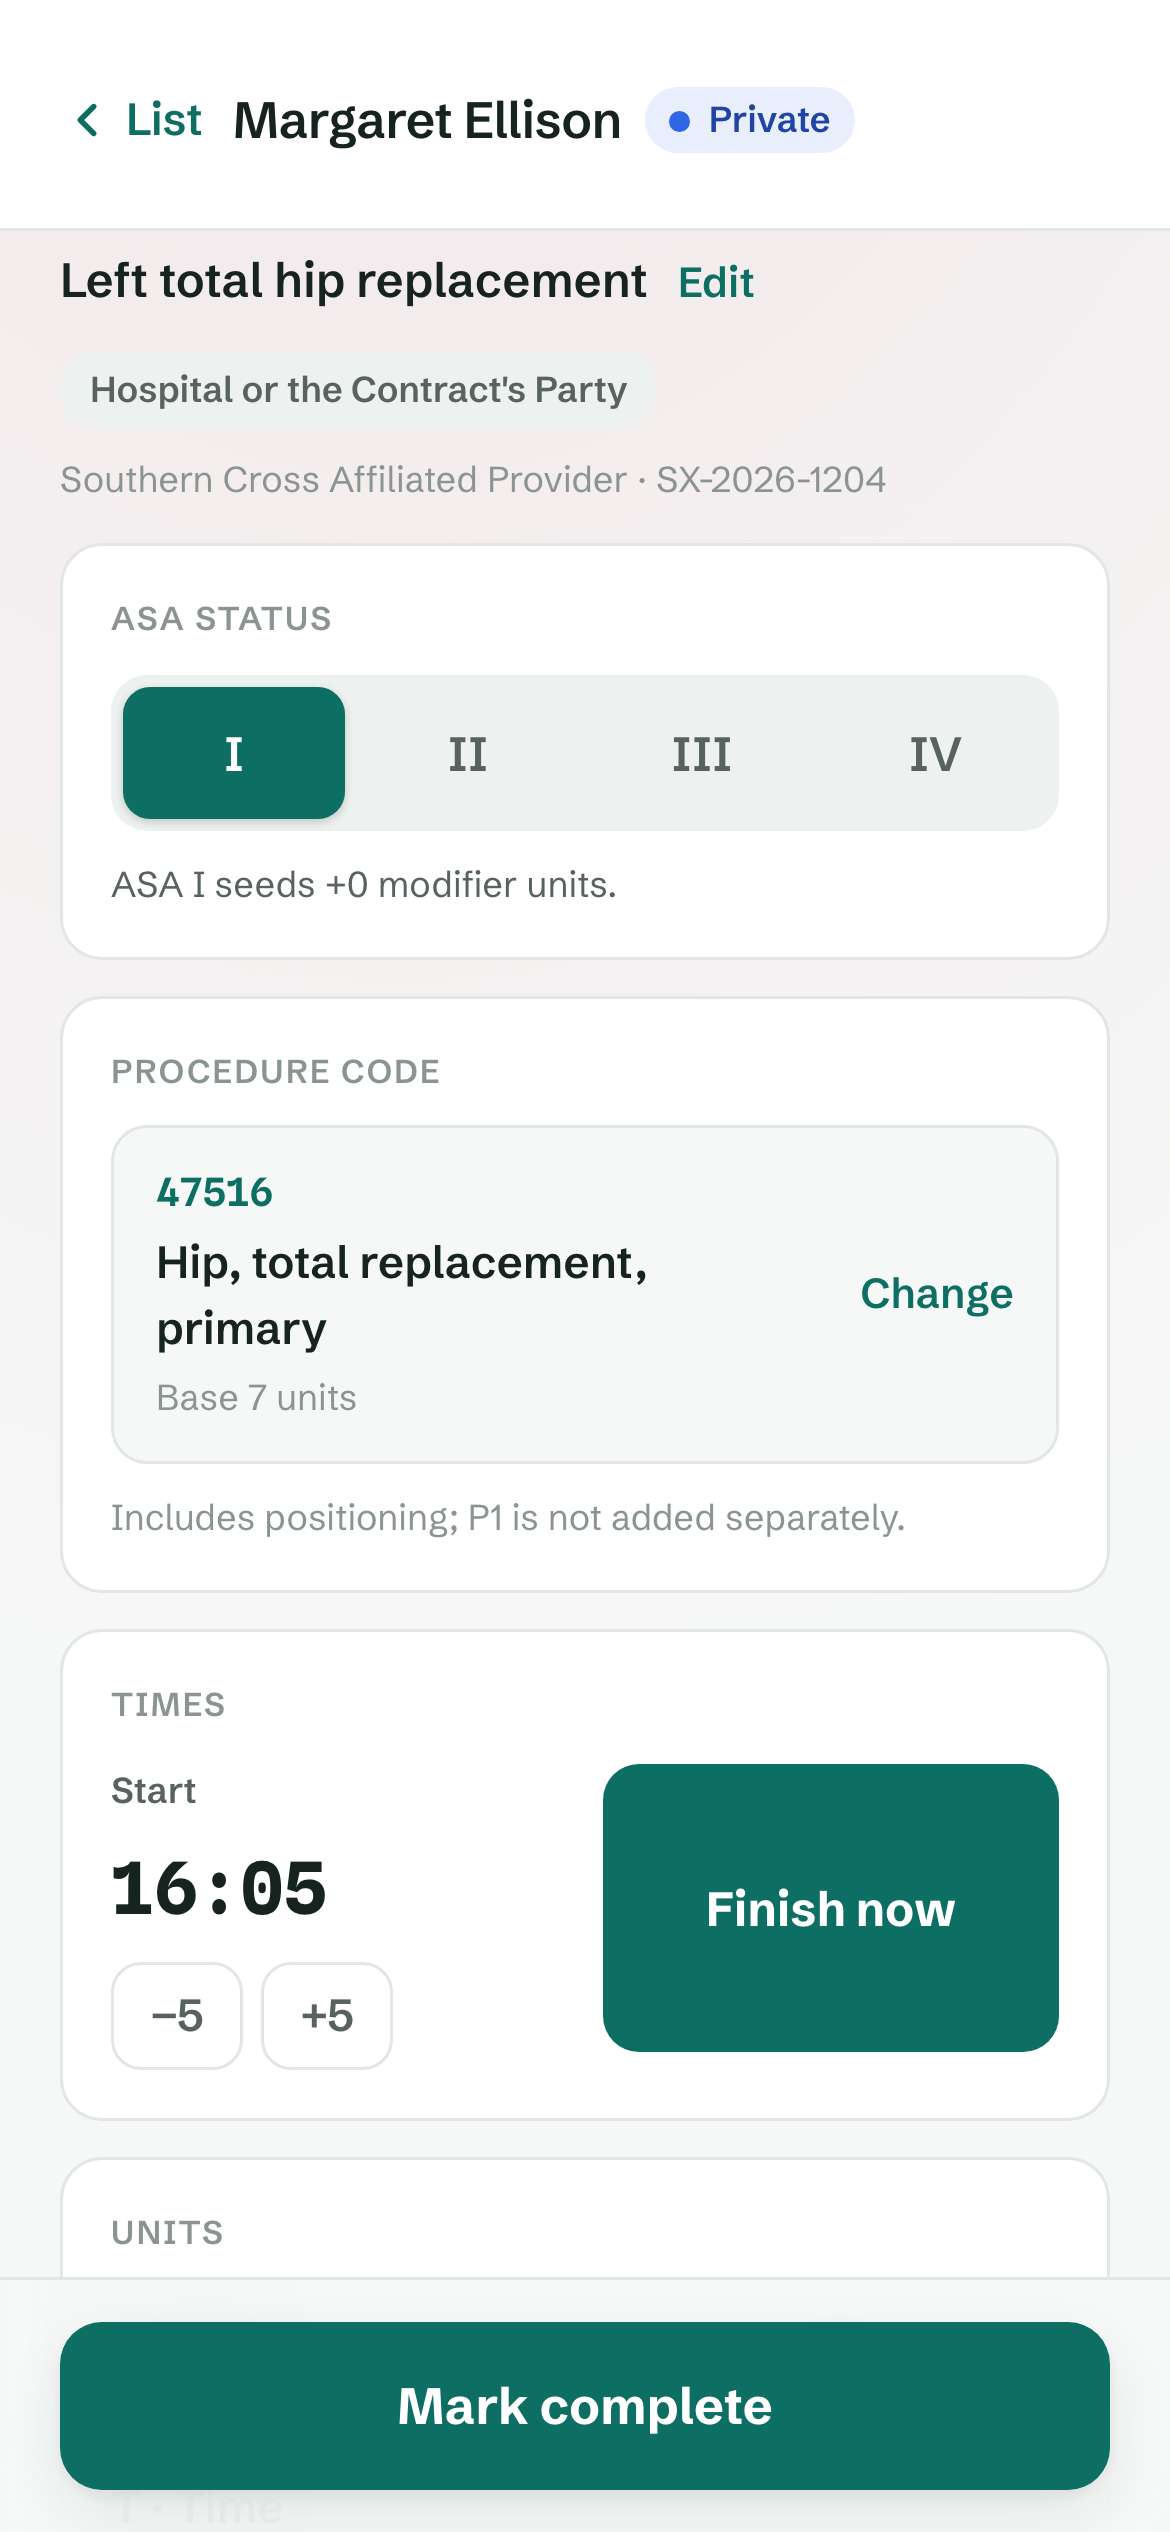 List Margaret Ellison Private
Left total hip replacement Edit
Hospital or the Contract's Party
Southern Cross Affiliated Provider · SX-2026-1204
ASA STATUS
I II III IV
ASA I seeds +0 modifier units.
PROCEDURE CODE
47516
Hip, total replacement,
primary
Change
Base 7 units
Includes positioning; P1 is not added separately.
TIMES
Start
16:05
Finish now
−5 +5
UNITS
Mark complete
T · Time